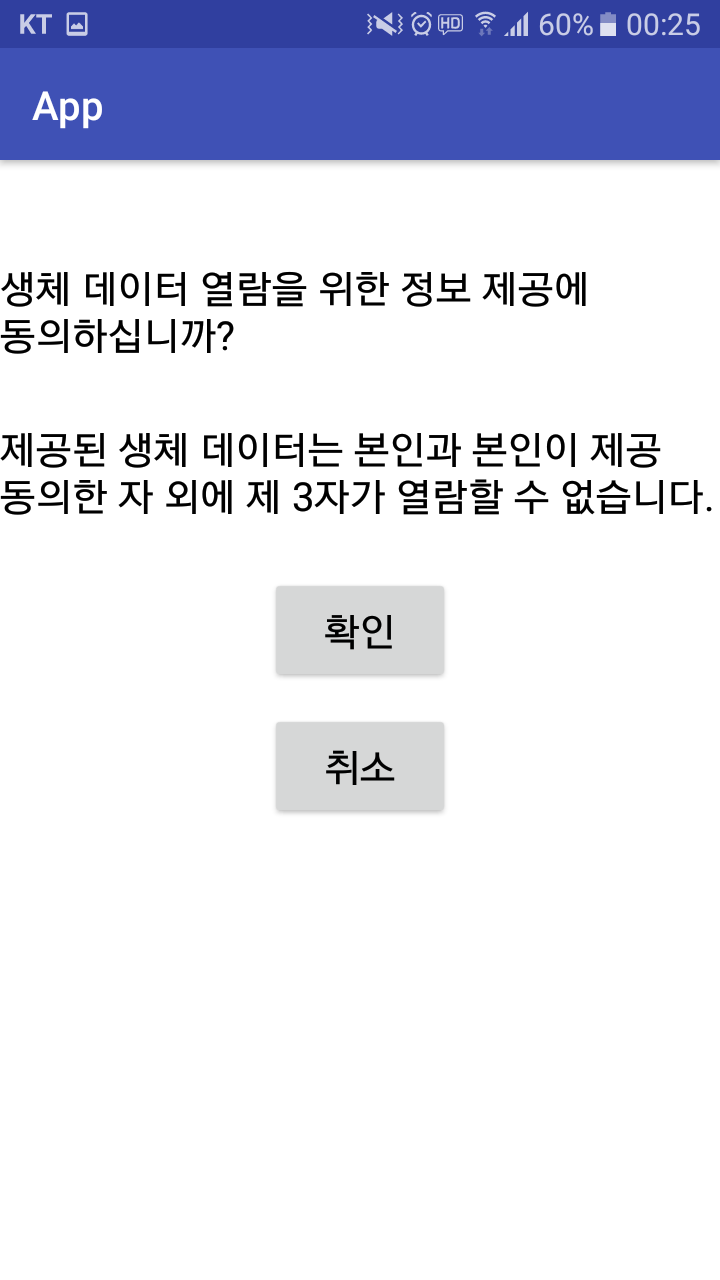 KT 60% 00:25
App
생체 데이터 열람을 위한 정보 제공에
동의하십니까?
제공된 생체 데이터는 본인과 본인이 제공
동의한 자 외에 제 3자가 열람할 수 없습니다.
확인
취소